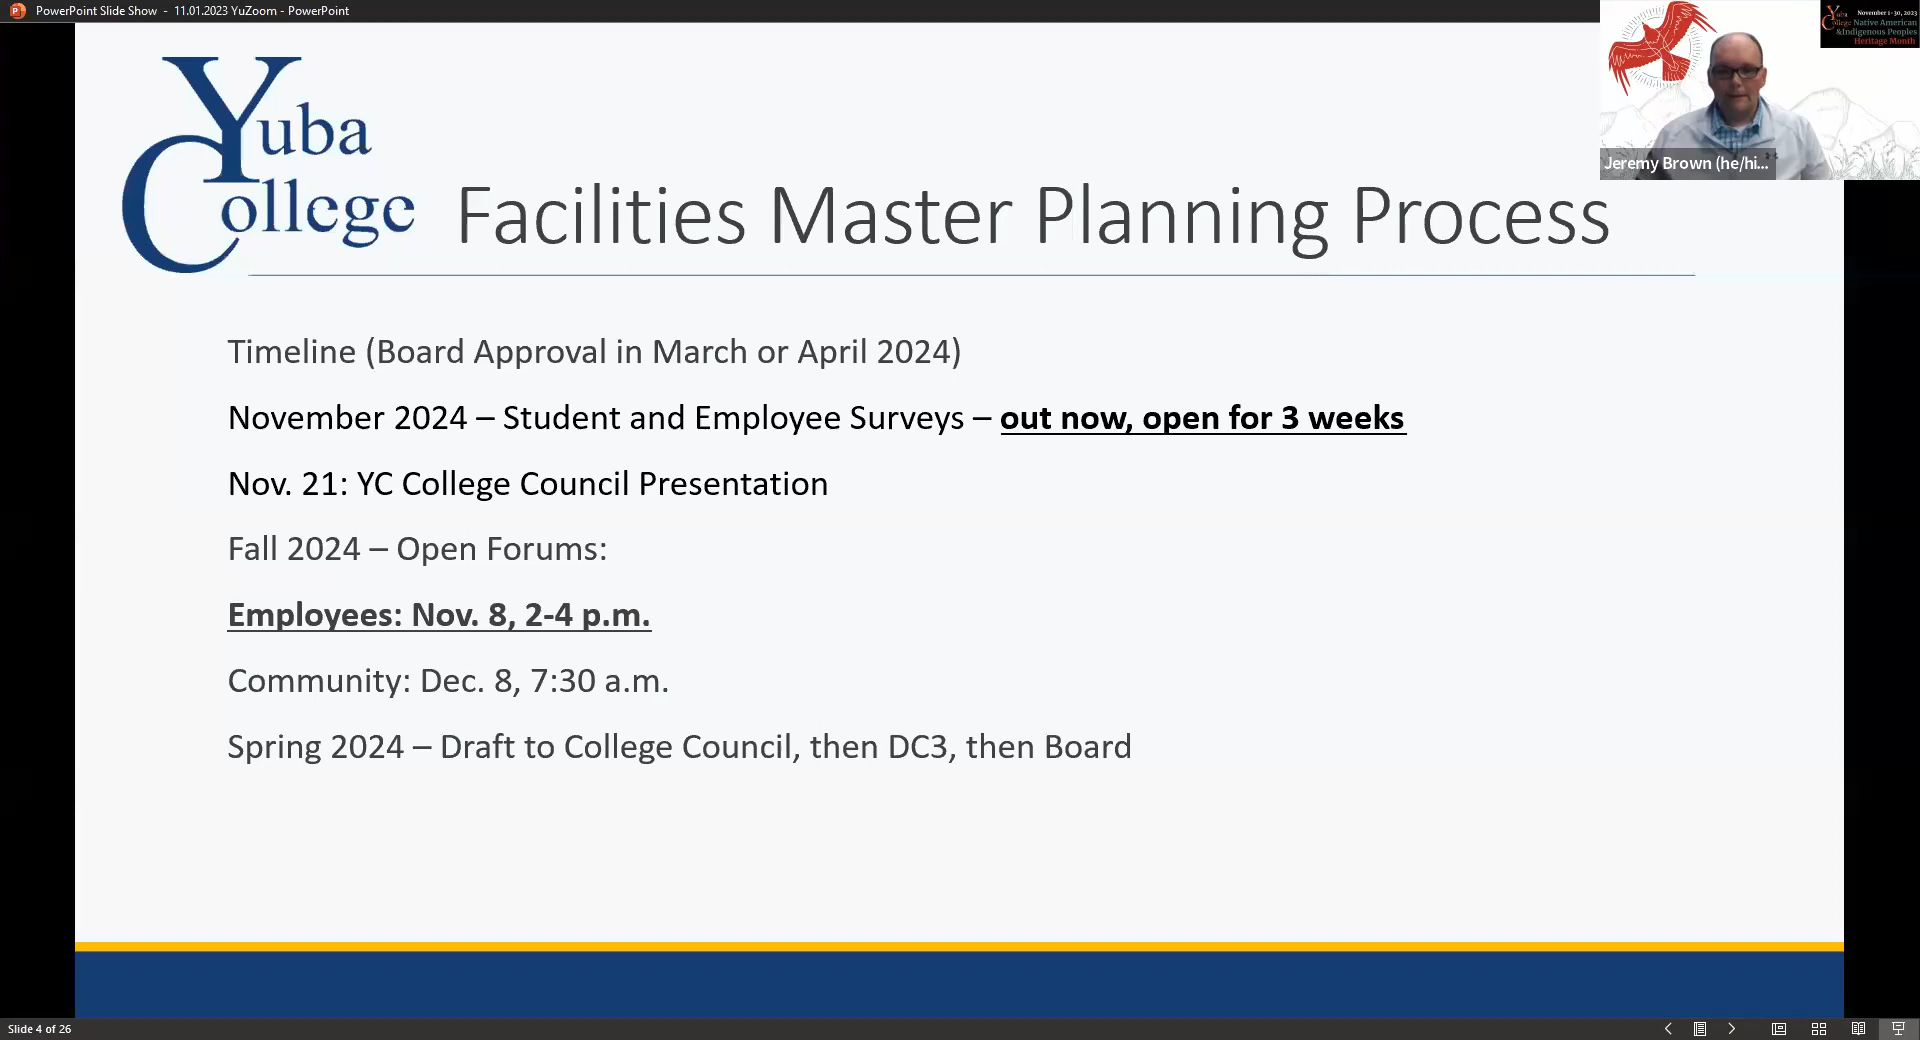 PowerPoint Slide Show - 11.01.2023 YuZoom - PowerPoint
November 1-30, 2023
Yuba College Native American
&Indigenous Peoples
Heritage Month
Jeremy Brown (he/hi...
Yuba
College
Facilities Master Planning Process
Timeline (Board Approval in March or April 2024)
November 2024 – Student and Employee Surveys – out now, open for 3 weeks
Nov. 21: YC College Council Presentation
Fall 2024 – Open Forums:
Employees: Nov. 8, 2-4 p.m.
Community: Dec. 8, 7:30 a.m.
Spring 2024 – Draft to College Council, then DC3, then Board
Slide 4 of 26